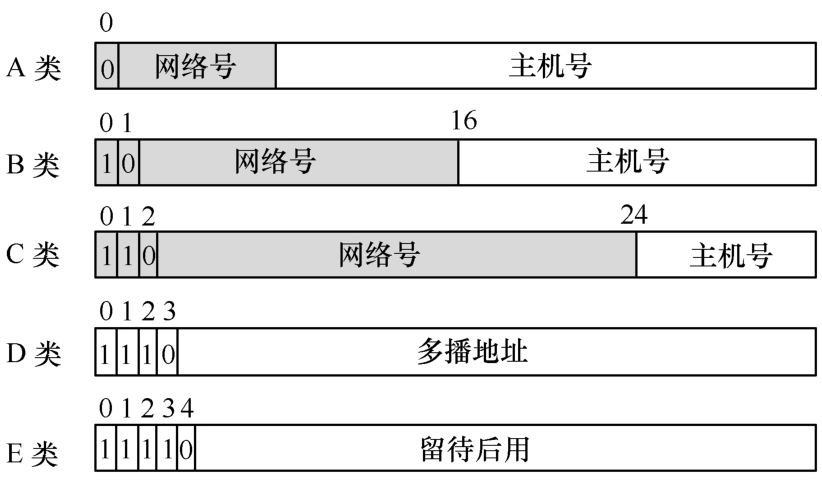 0
A 类 0 网络号 主机号
0 1 16
B 类 1 0 网络号 主机号
0 1 2 24
C 类 1 1 0 网络号 主机号
0 1 2 3
D 类 1 1 1 0 多播地址
0 1 2 3 4
E 类 1 1 1 1 0 留待后用